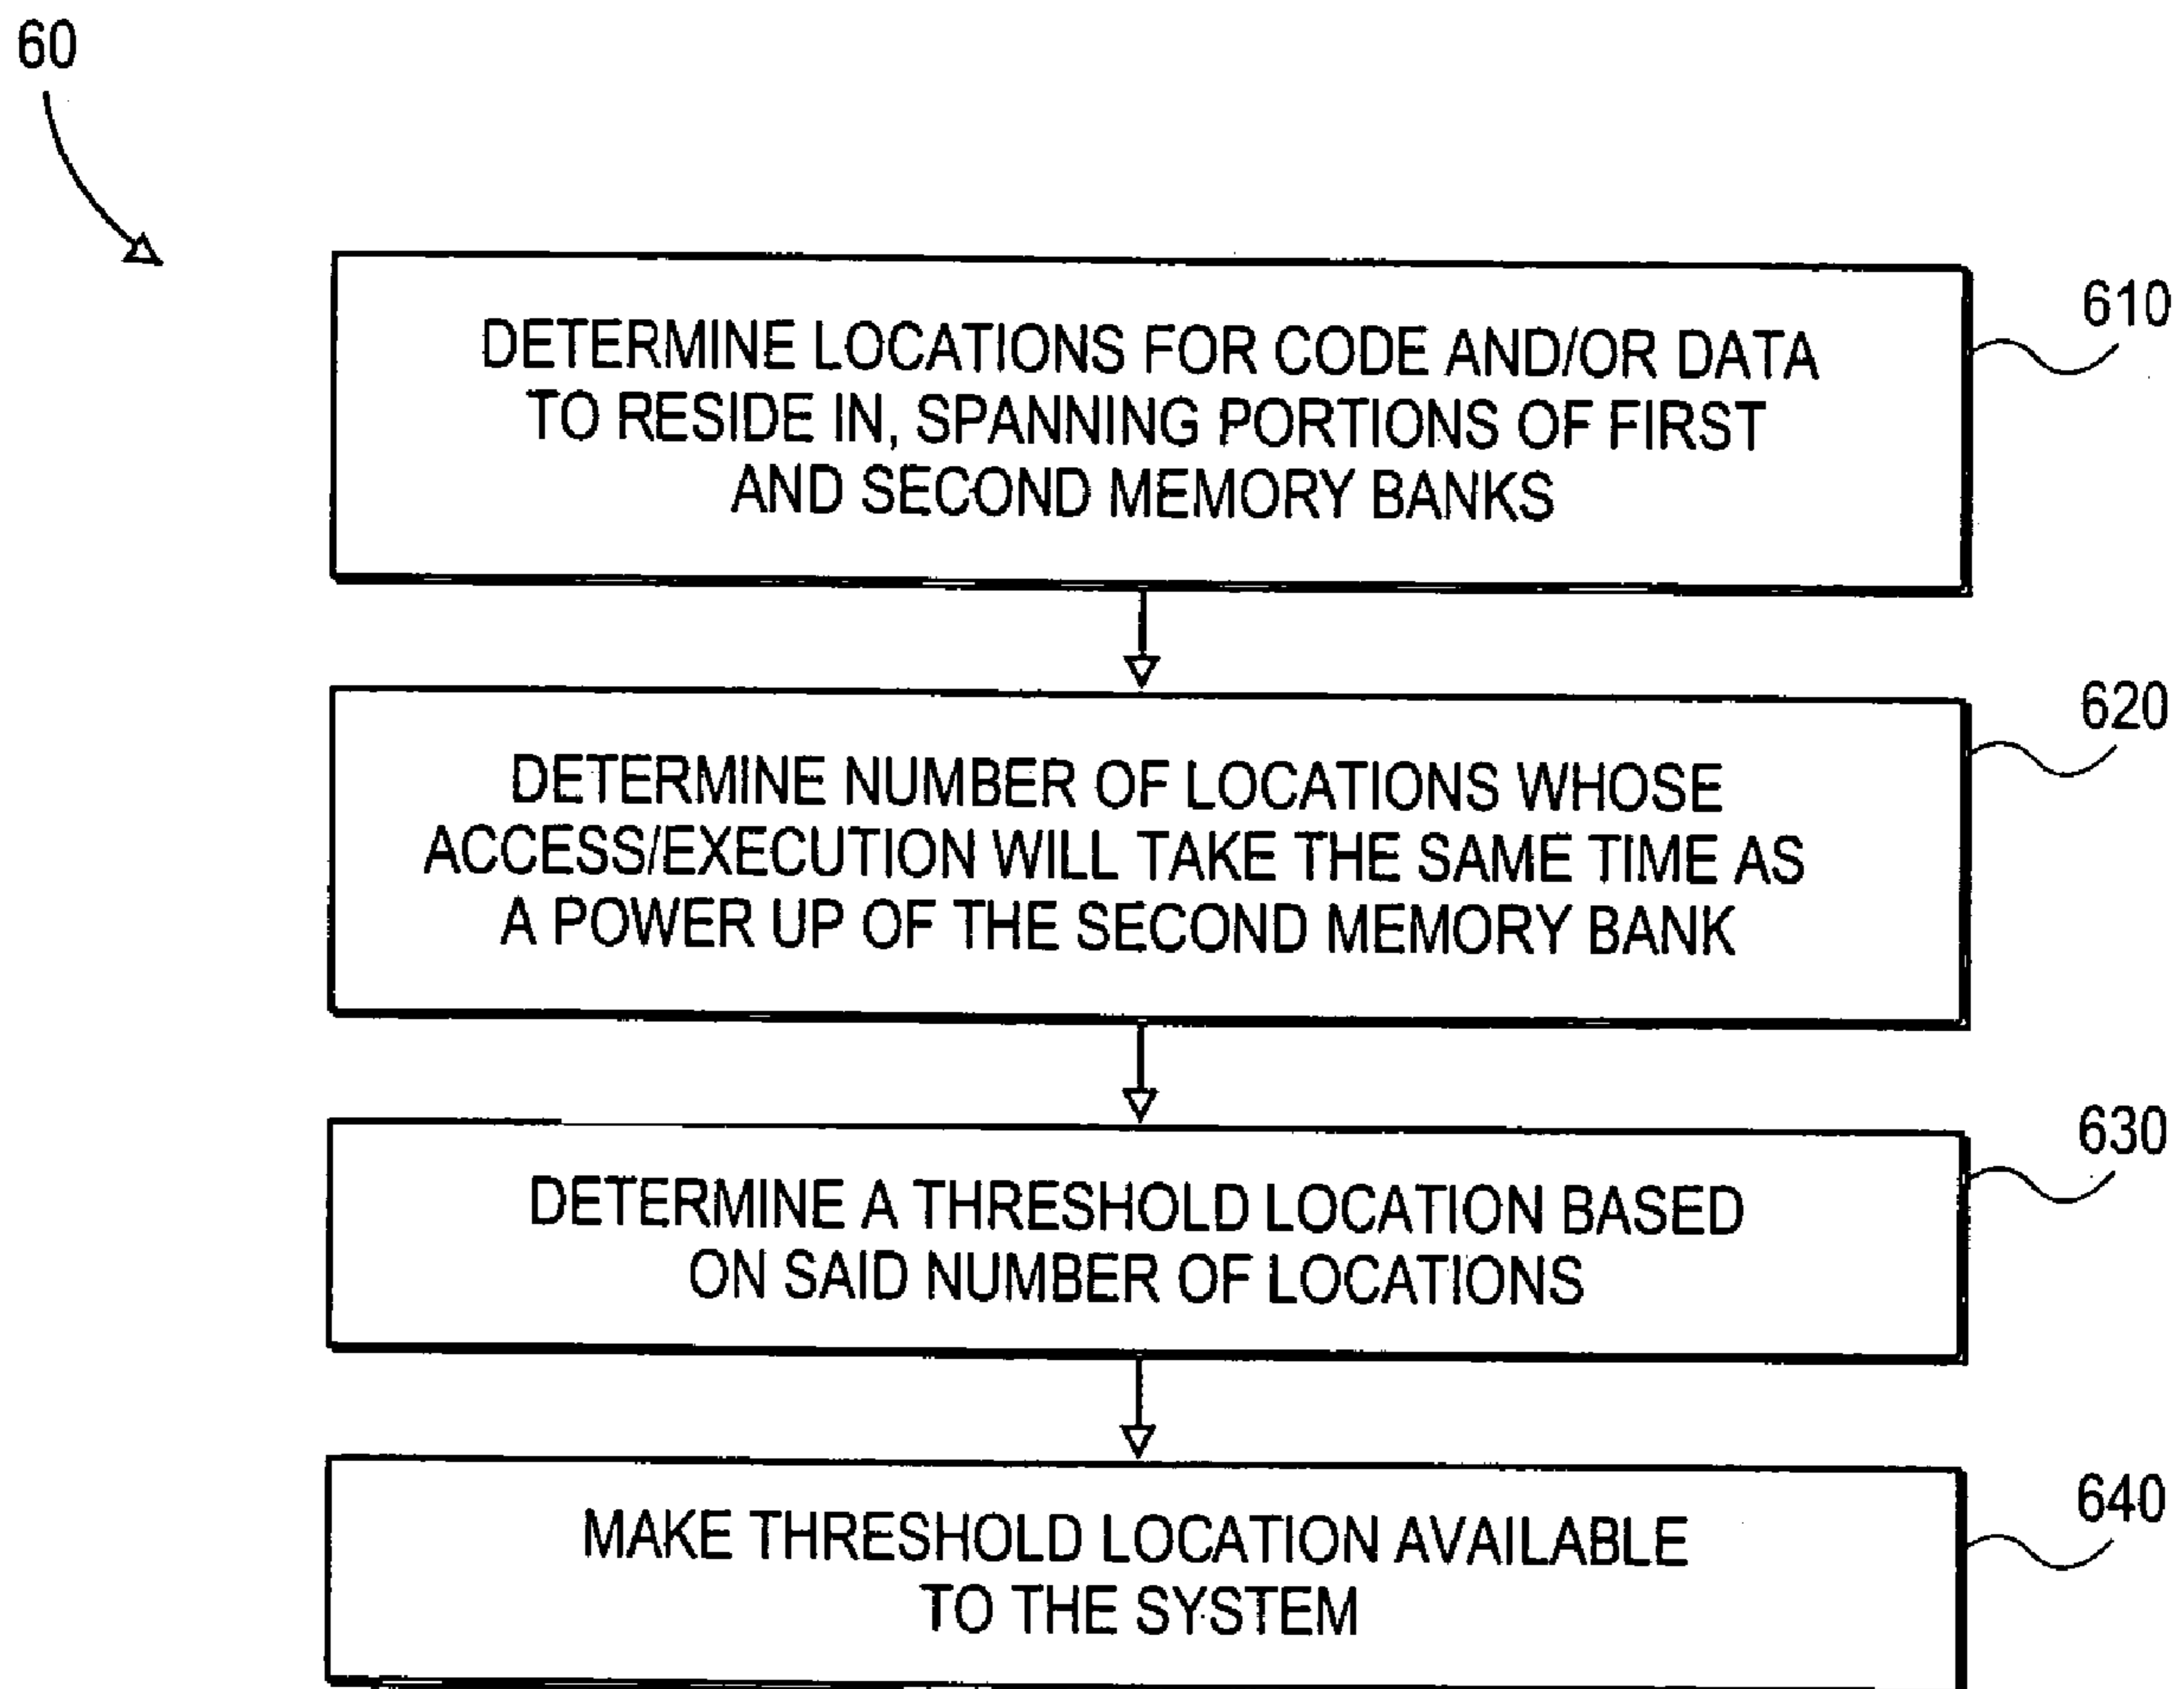 60
DETERMINE LOCATIONS FOR CODE AND/OR DATA
TO RESIDE IN, SPANNING PORTIONS OF FIRST
AND SECOND MEMORY BANKS
610
DETERMINE NUMBER OF LOCATIONS WHOSE
ACCESS/EXECUTION WILL TAKE THE SAME TIME AS
A POWER UP OF THE SECOND MEMORY BANK
620
DETERMINE A THRESHOLD LOCATION BASED
ON SAID NUMBER OF LOCATIONS
630
MAKE THRESHOLD LOCATION AVAILABLE
TO THE SYSTEM
640